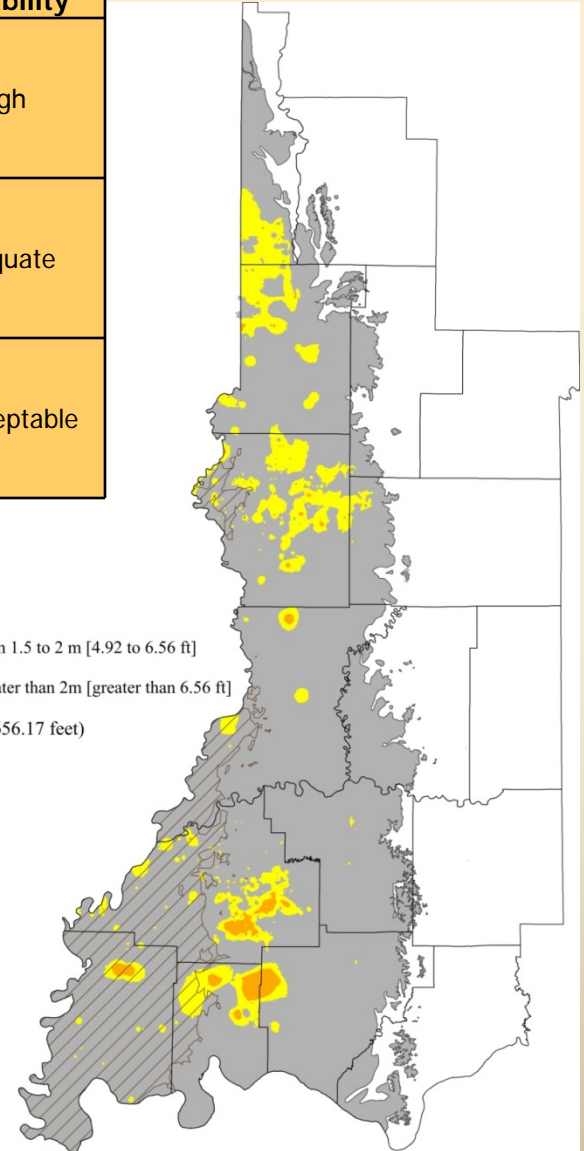 bility
gh
quate
eptable
n 1.5 to 2 m [4.92 to 6.56 ft]
ater than 2m [greater than 6.56 ft]
656.17 feet)